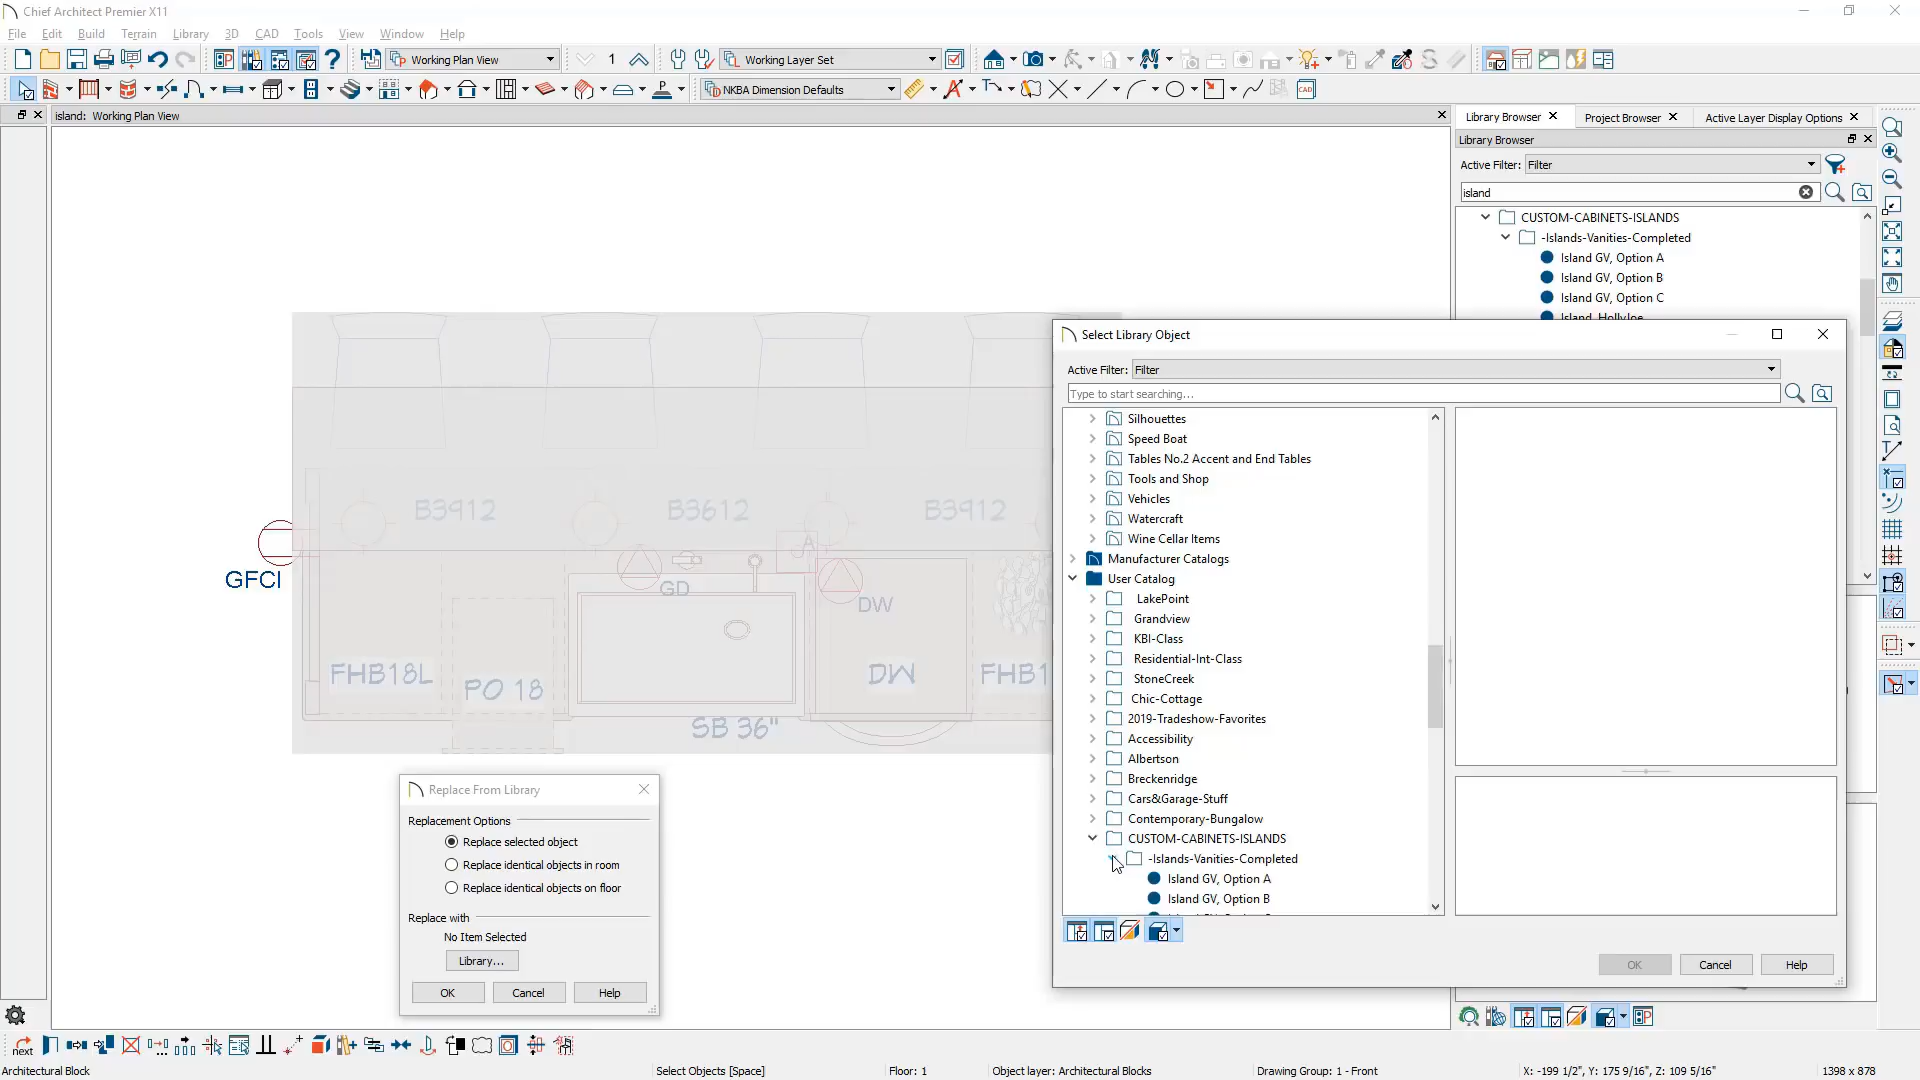 Chief Architect Premier X11
File Edit Build Terrain Library 3D CAD Tools View Window Help
Working Plan View 1 Working Layer Set
NKBA Dimension Defaults CAD
island: Working Plan View
Library Browser Project Browser Active Layer Display Options
Library Browser
Active Filter: Filter
island
CUSTOM-CABINETS-ISLANDS
-Islands-Vanities-Completed
Island GV, Option A
Island GV, Option B
Island GV, Option C
Island, HollyJoe
Select Library Object
Active Filter: Filter
Type to start searching...
Silhouettes
Speed Boat
Tables No.2 Accent and End Tables
Tools and Shop
Vehicles
Watercraft
Wine Cellar Items
Manufacturer Catalogs
User Catalog
LakePoint
Grandview
KBI-Class
Residential-Int-Class
StoneCreek
Chic-Cottage
2019-Tradeshow-Favorites
Accessibility
Albertson
Breckenridge
Cars&Garage-Stuff
Contemporary-Bungalow
CUSTOM-CABINETS-ISLANDS
-Islands-Vanities-Completed
Island GV, Option A
Island GV, Option B
OK Cancel Help
B3912 B3612 B3912
GFCI
GD
DW
FHB18L PO 18 DW FHB1
SB 36"
Replace From Library
Replacement Options
Replace selected object
Replace identical objects in room
Replace identical objects on floor
Replace with
No Item Selected
Library...
OK Cancel Help
next
Architectural Block Select Objects [Space] Floor: 1 Object layer: Architectural Blocks Drawing Group: 1 - Front X: -199 1/2", Y: 175 9/16", Z: 109 5/16" 1398 x 878